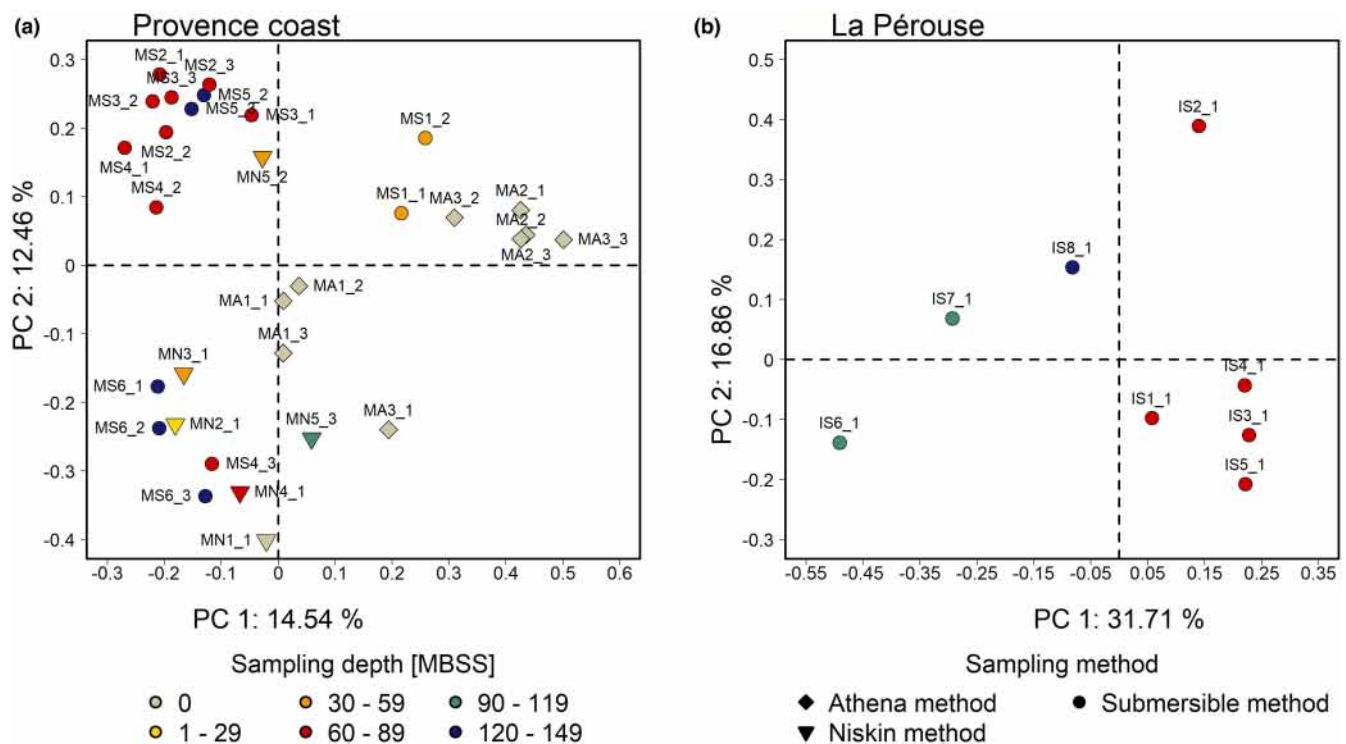 (a) Provence coast
(b) La Pérouse
MS2_1
MS2_3
MS3_3
MS3_2
MS5_2
MS3_1
MS4_1
MS2_2
MS4_2
MN5_2
MS1_2
MS1_1
MA3_2
MA2_1
MA2_2
MA2_3
MA3_3
MA1_1
MA1_2
MA1_3
MN3_1
MS6_1
MN2_1
MS6_2
MN5_3
MA3_1
MS4_3
MS6_3
MN4_1
MN1_1
0.3
0.2
0.1
0
-0.1
-0.2
-0.3
-0.4
PC 2: 12.46 %
-0.3 -0.2 -0.1 0 0.1 0.2 0.3 0.4 0.5 0.6
PC 1: 14.54 %
IS2_1
IS8_1
IS7_1
IS4_1
IS1_1
IS3_1
IS6_1
IS5_1
0.5
0.4
0.3
0.2
0.1
0
-0.1
-0.2
-0.3
PC 2: 16.86 %
-0.55 -0.45 -0.35 -0.25 -0.15 -0.05 0.05 0.15 0.25 0.35
PC 1: 31.71 %
Sampling depth [MBSS]
0 30 - 59 90 - 119
1 - 29 60 - 89 120 - 149
Sampling method
Athena method Submersible method
Niskin method